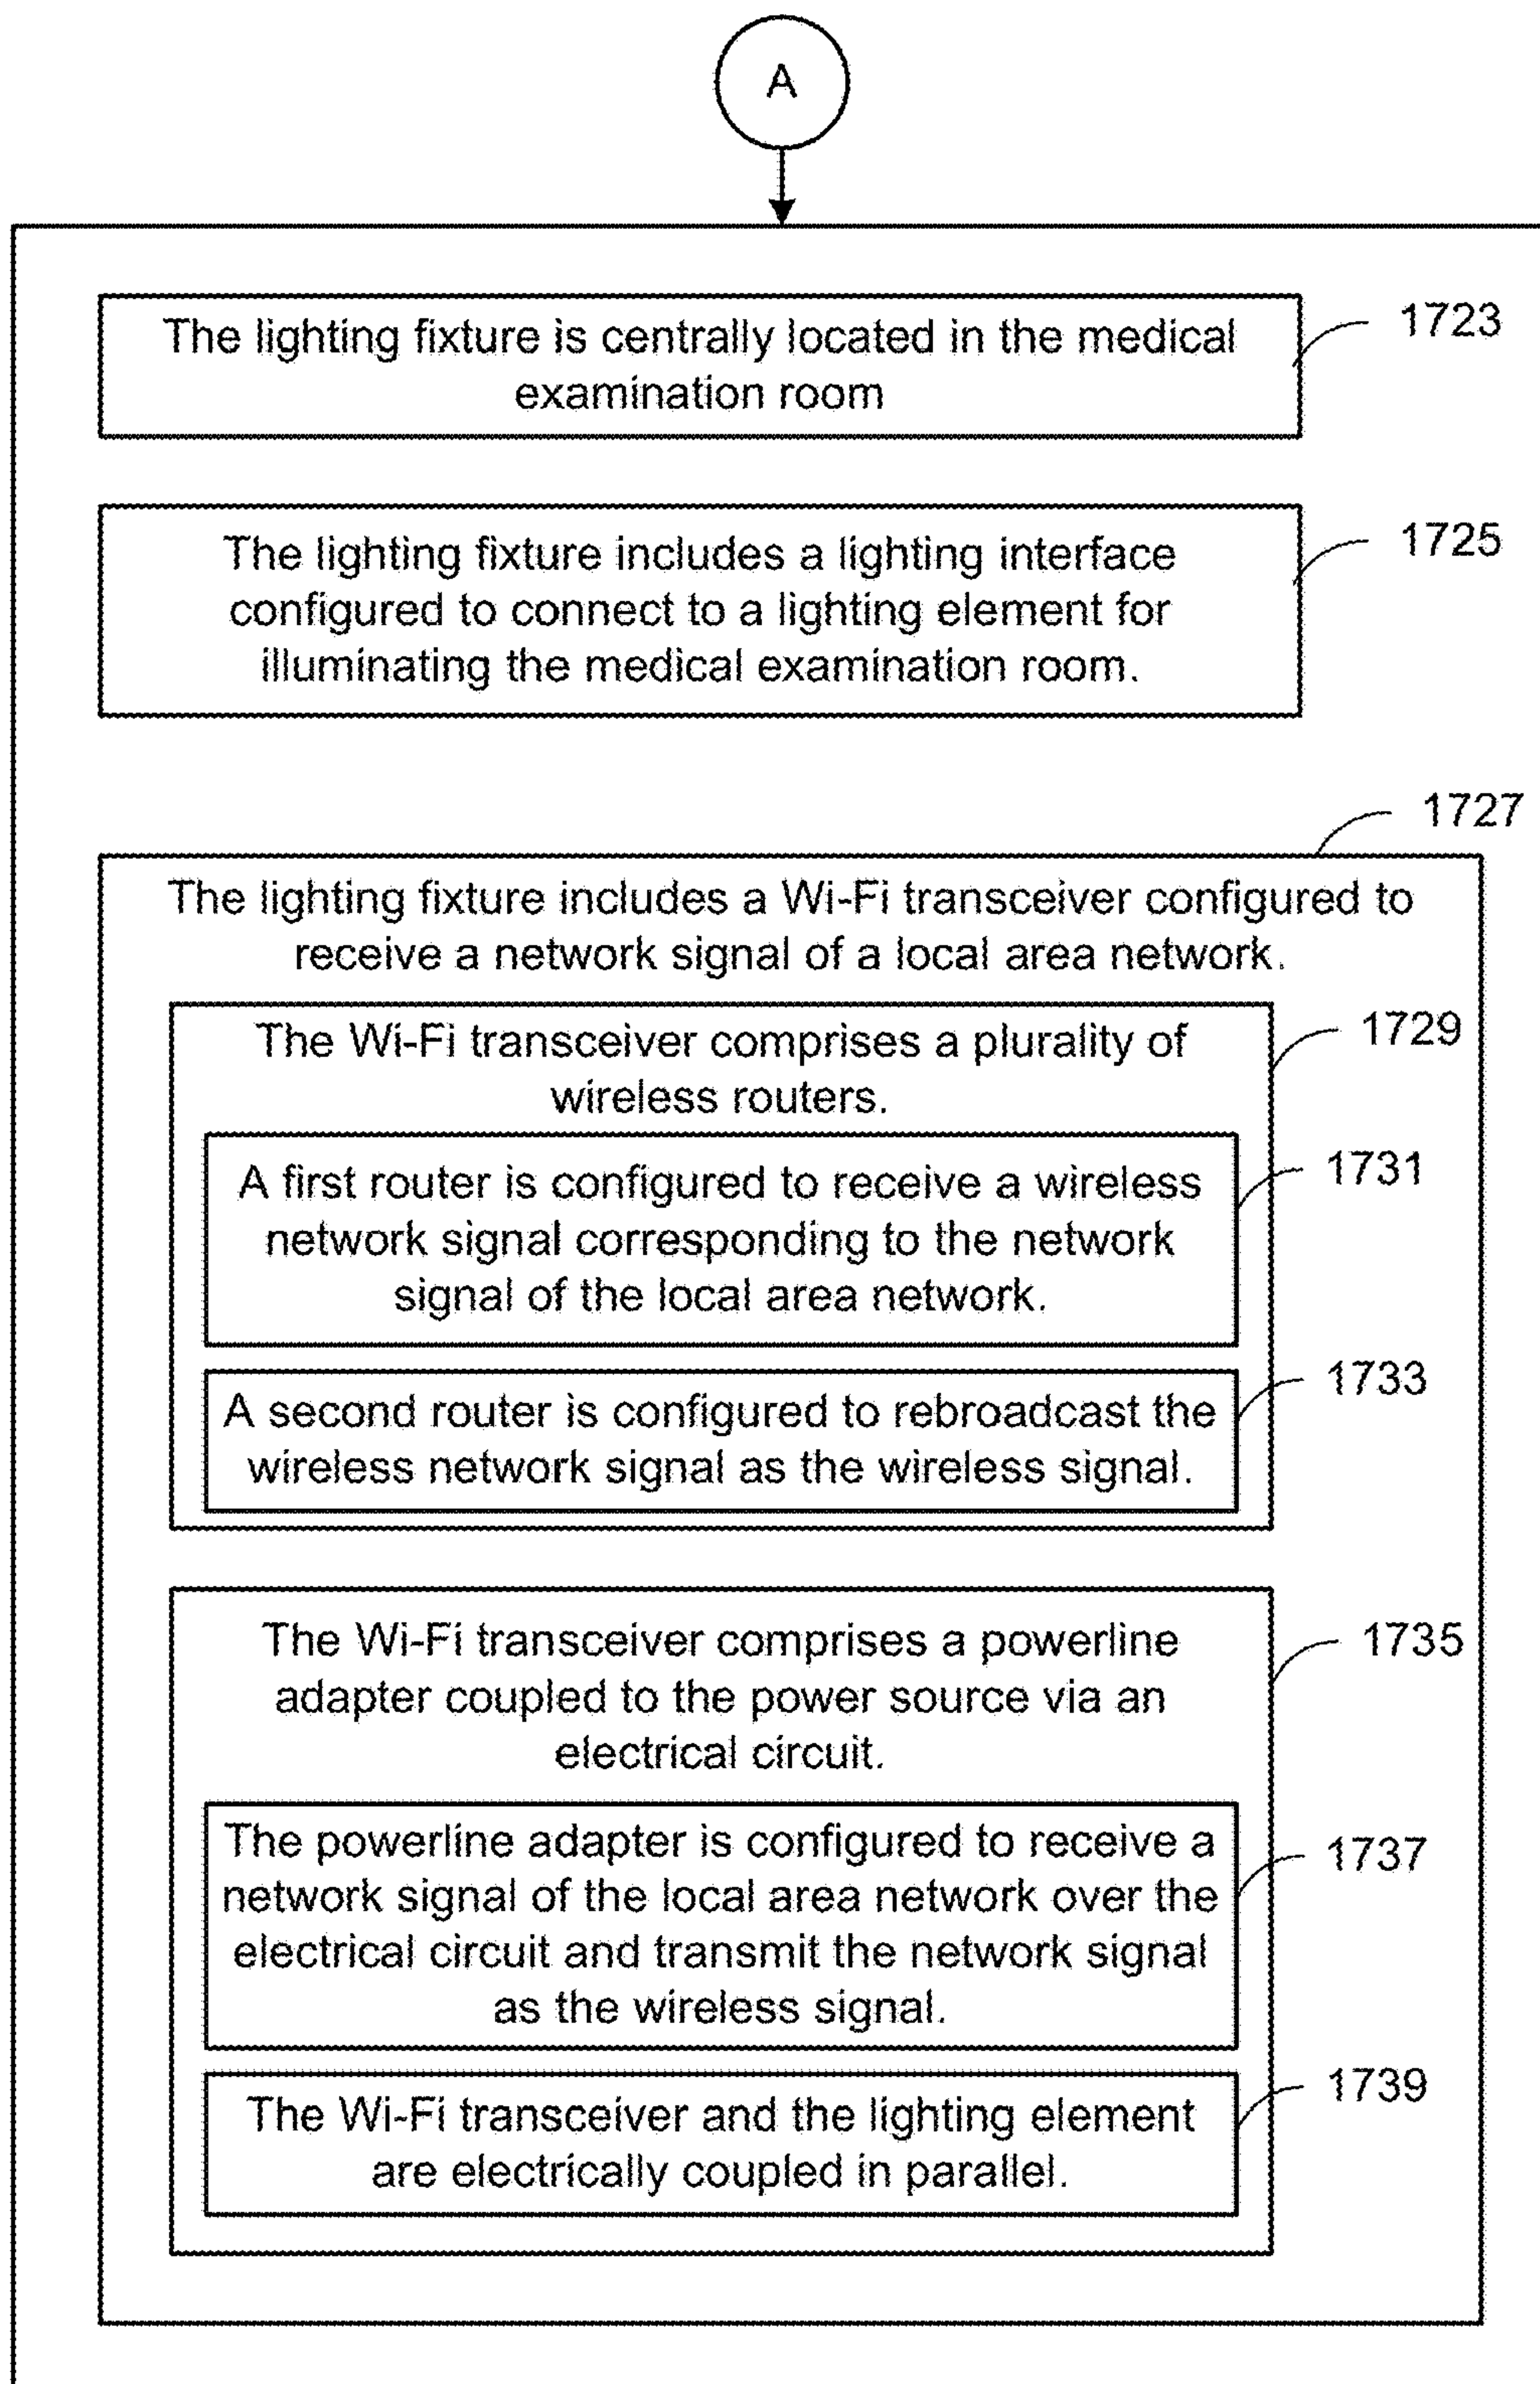 A
The lighting fixture is centrally located in the medical
examination room
1723
The lighting fixture includes a lighting interface
configured to connect to a lighting element for
illuminating the medical examination room.
1725
1727
The lighting fixture includes a Wi-Fi transceiver configured to
receive a network signal of a local area network.
The Wi-Fi transceiver comprises a plurality of
wireless routers.
1729
A first router is configured to receive a wireless
network signal corresponding to the network
signal of the local area network.
1731
A second router is configured to rebroadcast the
wireless network signal as the wireless signal.
1733
The Wi-Fi transceiver comprises a powerline
adapter coupled to the power source via an
electrical circuit.
1735
The powerline adapter is configured to receive a
network signal of the local area network over the
electrical circuit and transmit the network signal
as the wireless signal.
1737
The Wi-Fi transceiver and the lighting element
are electrically coupled in parallel.
1739